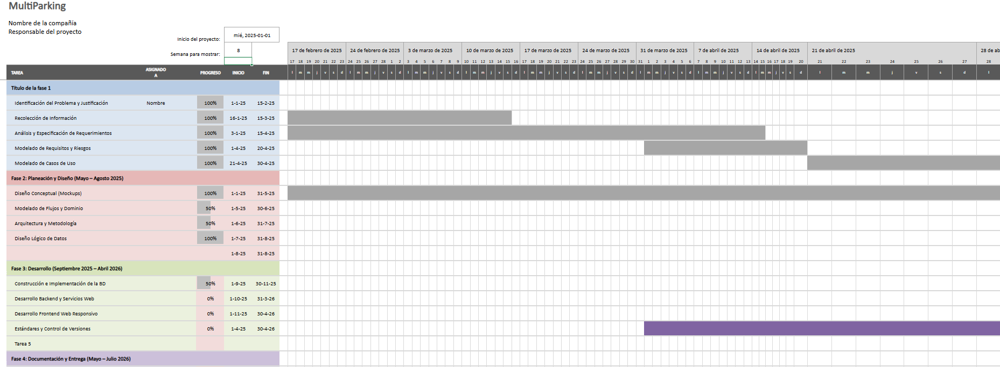 MultiParking
Nombre de la compañía
Responsable del proyecto
Inicio del proyecto: mié, 2025-01-01
Semana para mostrar: 8
17 de febrero de 2025 24 de febrero de 2025 3 de marzo de 2025 10 de marzo de 2025 17 de marzo de 2025 24 de marzo de 2025 31 de marzo de 2025 7 de abril de 2025 14 de abril de 2025 21 de abril de 2025 28 de ab
17 18 19 20 21 22 23 24 25 26 27 28 1 2 3 4 5 6 7 8 9 10 11 12 13 14 15 16 17 18 19 20 21 22 23 24 25 26 27 28 29 30 31 1 2 3 4 5 6 7 8 9 10 11 12 13 14 15 16 17 18 19 20 21 22 23 24 25 26 27 28
TAREA ASIGNADO A PROGRESO INICIO FIN l m m j v s d l m m j v s d l m m j v s d l m m j v s d l m m j v s d l m m j v s d l m m j v s d l m m j v s d l m m j v s d l m m j v s d l
Título de la fase 1
Identificación del Problema y Justificación Nombre 100% 1-1-25 15-2-25
Recolección de Información 100% 16-1-25 15-3-25
Análisis y Especificación de Requerimientos 100% 3-1-25 15-4-25
Modelado de Requisitos y Riesgos 100% 1-4-25 20-4-25
Modelado de Casos de Uso 100% 21-4-25 30-4-25
Fase 2: Planeación y Diseño (Mayo – Agosto 2025)
Diseño Conceptual (Mockups) 100% 1-1-25 31-5-25
Modelado de Flujos y Dominio 50% 1-5-25 30-6-25
Arquitectura y Metodología 50% 1-6-25 31-7-25
Diseño Lógico de Datos 100% 1-7-25 31-8-25
1-8-25 31-8-25
Fase 3: Desarrollo (Septiembre 2025 – Abril 2026)
Construcción e Implementación de la BD 50% 1-9-25 30-11-25
Desarrollo Backend y Servicios Web 0% 1-10-25 31-3-26
Desarrollo Frontend Web Responsivo 0% 1-11-25 30-4-26
Estándares y Control de Versiones 0% 1-4-25 30-4-26
Tarea 5
Fase 4: Documentación y Entrega (Mayo – Julio 2026)